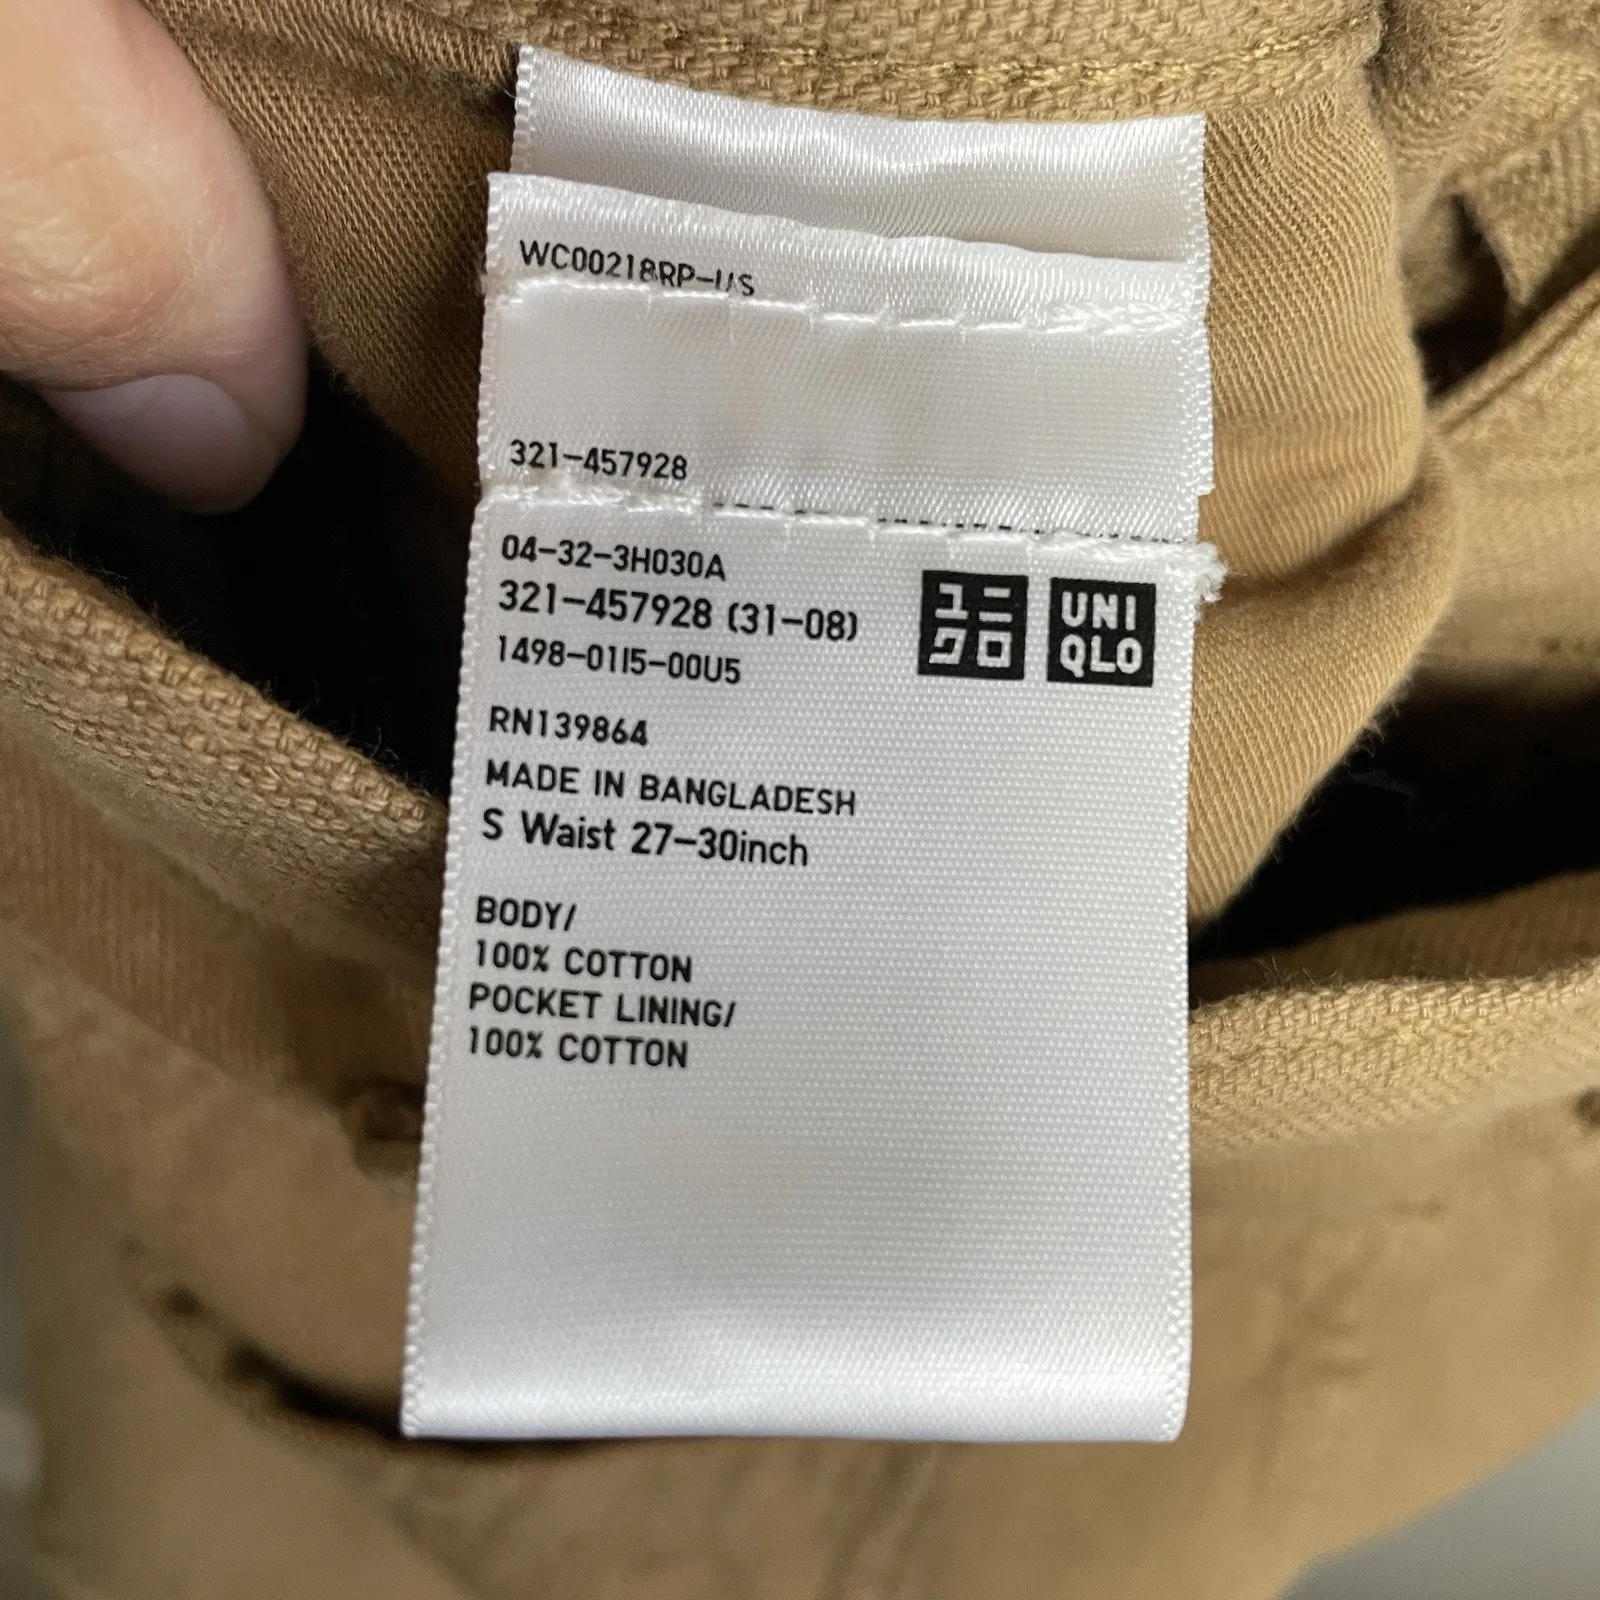 WC00218RP-US
321-457928
04-32-3H030A
321-457928 (31-08)
1498-01I5-00U5
ユニ
クロ
UNI
QLO
RN139864
MADE IN BANGLADESH
S Waist 27-30inch
BODY/
100% COTTON
POCKET LINING/
100% COTTON